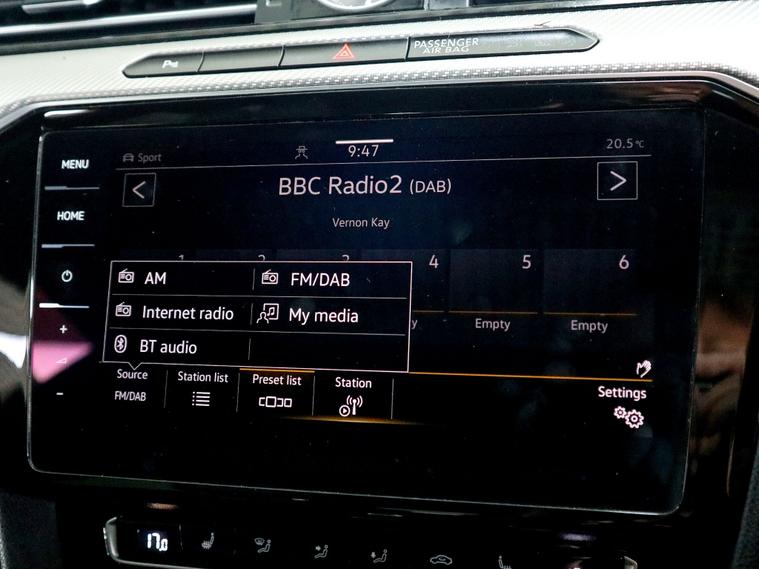 PASSENGER
AIR BAG
Sport
9:47
20.5°C
MENU
HOME
+
-
< BBC Radio2 (DAB) >
Vernon Kay
1 2 3 4 5 6
Empty Empty
AM FM/DAB
Internet radio My media
BT audio
Source Station list Preset list Station Settings
FM/DAB
17.0